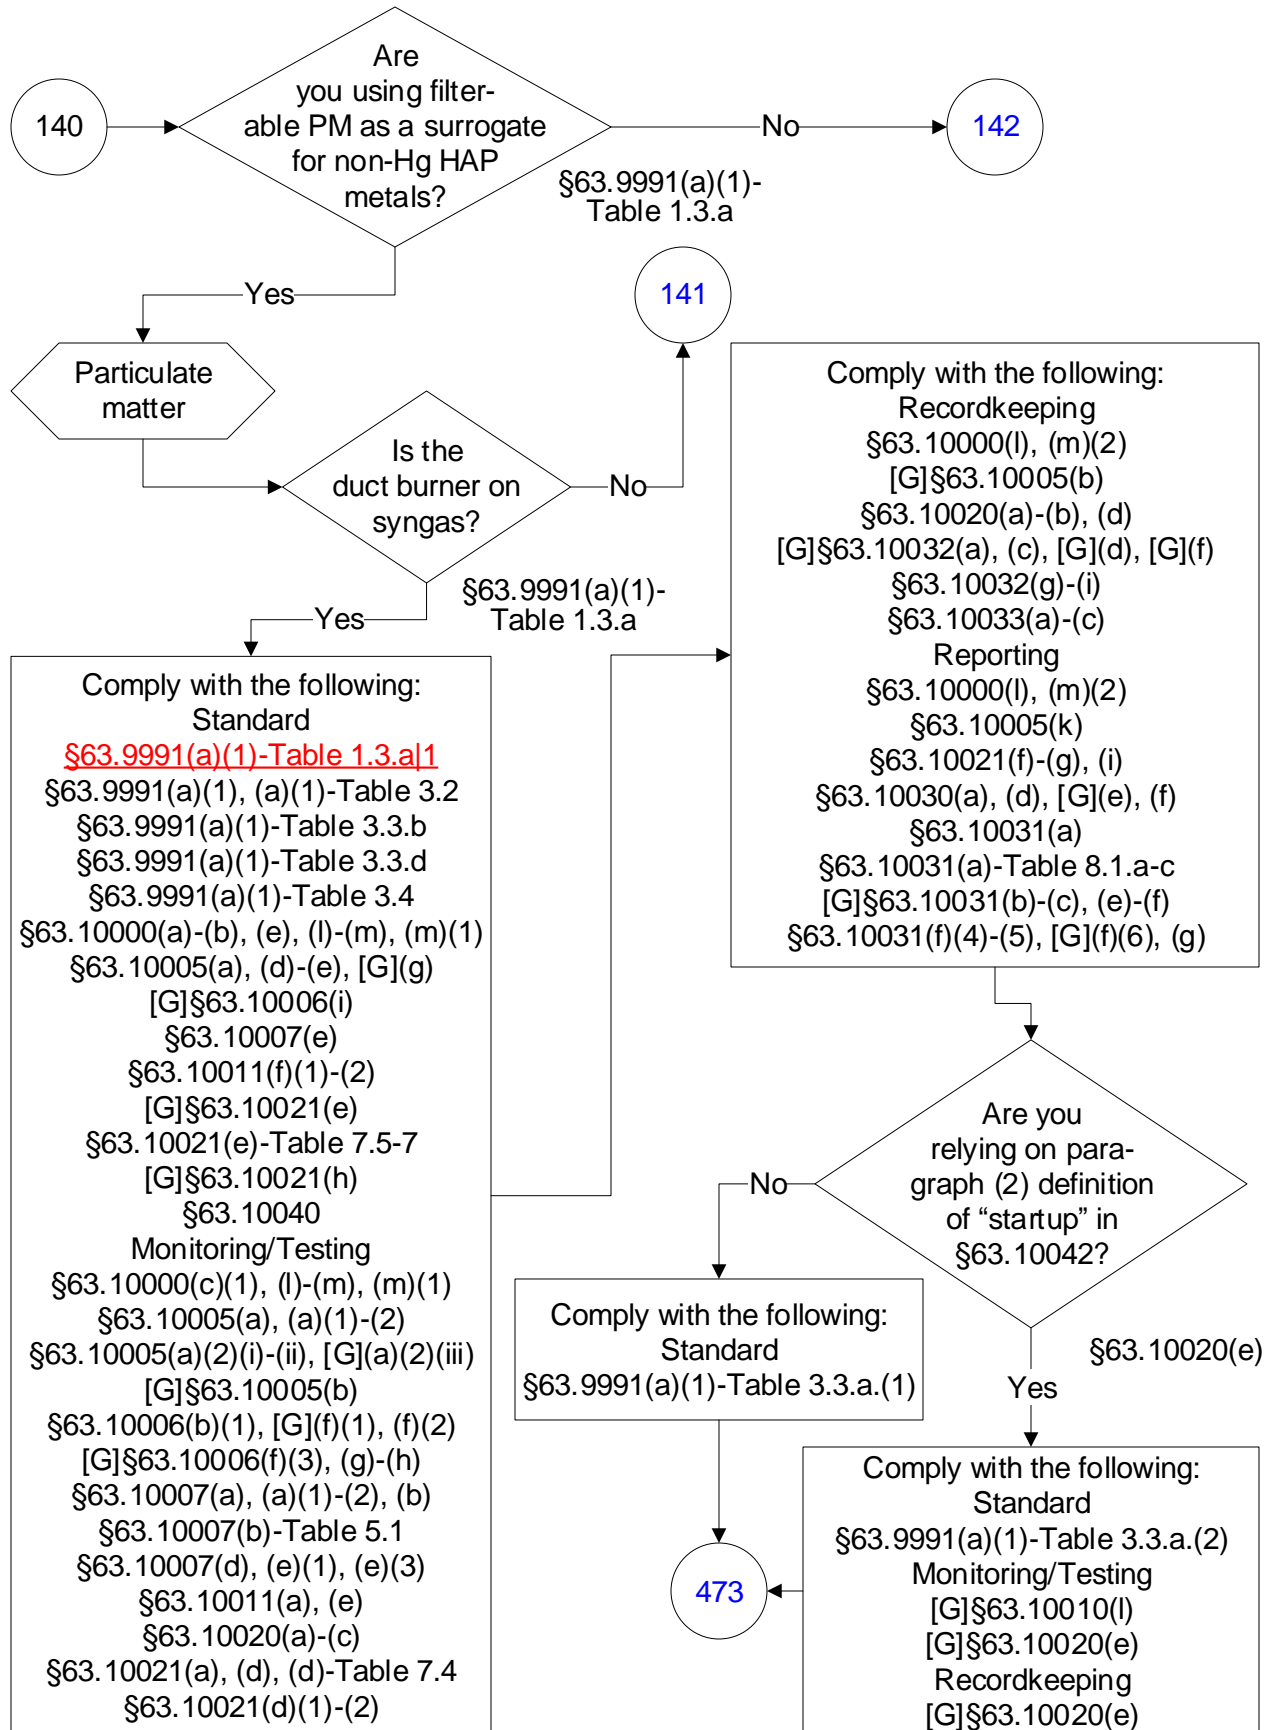 140
Are
you using filter-
able PM as a surrogate
for non-Hg HAP
metals?
No
142
§63.9991(a)(1)-
Table 1.3.a
Yes
141
Particulate
matter
Is the
duct burner on
syngas?
No
§63.9991(a)(1)-
Table 1.3.a
Yes
Comply with the following:
Standard
§63.9991(a)(1)-Table 1.3.a|1
§63.9991(a)(1), (a)(1)-Table 3.2
§63.9991(a)(1)-Table 3.3.b
§63.9991(a)(1)-Table 3.3.d
§63.9991(a)(1)-Table 3.4
§63.10000(a)-(b), (e), (l)-(m), (m)(1)
§63.10005(a), (d)-(e), [G](g)
[G]§63.10006(i)
§63.10007(e)
§63.10011(f)(1)-(2)
[G]§63.10021(e)
§63.10021(e)-Table 7.5-7
[G]§63.10021(h)
§63.10040
Monitoring/Testing
§63.10000(c)(1), (l)-(m), (m)(1)
§63.10005(a), (a)(1)-(2)
§63.10005(a)(2)(i)-(ii), [G](a)(2)(iii)
[G]§63.10005(b)
§63.10006(b)(1), [G](f)(1), (f)(2)
[G]§63.10006(f)(3), (g)-(h)
§63.10007(a), (a)(1)-(2), (b)
§63.10007(b)-Table 5.1
§63.10007(d), (e)(1), (e)(3)
§63.10011(a), (e)
§63.10020(a)-(c)
§63.10021(a), (d), (d)-Table 7.4
§63.10021(d)(1)-(2)
Comply with the following:
Recordkeeping
§63.10000(l), (m)(2)
[G]§63.10005(b)
§63.10020(a)-(b), (d)
[G]§63.10032(a), (c), [G](d), [G](f)
§63.10032(g)-(i)
§63.10033(a)-(c)
Reporting
§63.10000(l), (m)(2)
§63.10005(k)
§63.10021(f)-(g), (i)
§63.10030(a), (d), [G](e), (f)
§63.10031(a)
§63.10031(a)-Table 8.1.a-c
[G]§63.10031(b)-(c), (e)-(f)
§63.10031(f)(4)-(5), [G](f)(6), (g)
Are you
relying on para-
graph (2) definition
of “startup” in
§63.10042?
No
§63.10020(e)
Yes
Comply with the following:
Standard
§63.9991(a)(1)-Table 3.3.a.(1)
473
Comply with the following:
Standard
§63.9991(a)(1)-Table 3.3.a.(2)
Monitoring/Testing
[G]§63.10010(l)
[G]§63.10020(e)
Recordkeeping
[G]§63.10020(e)